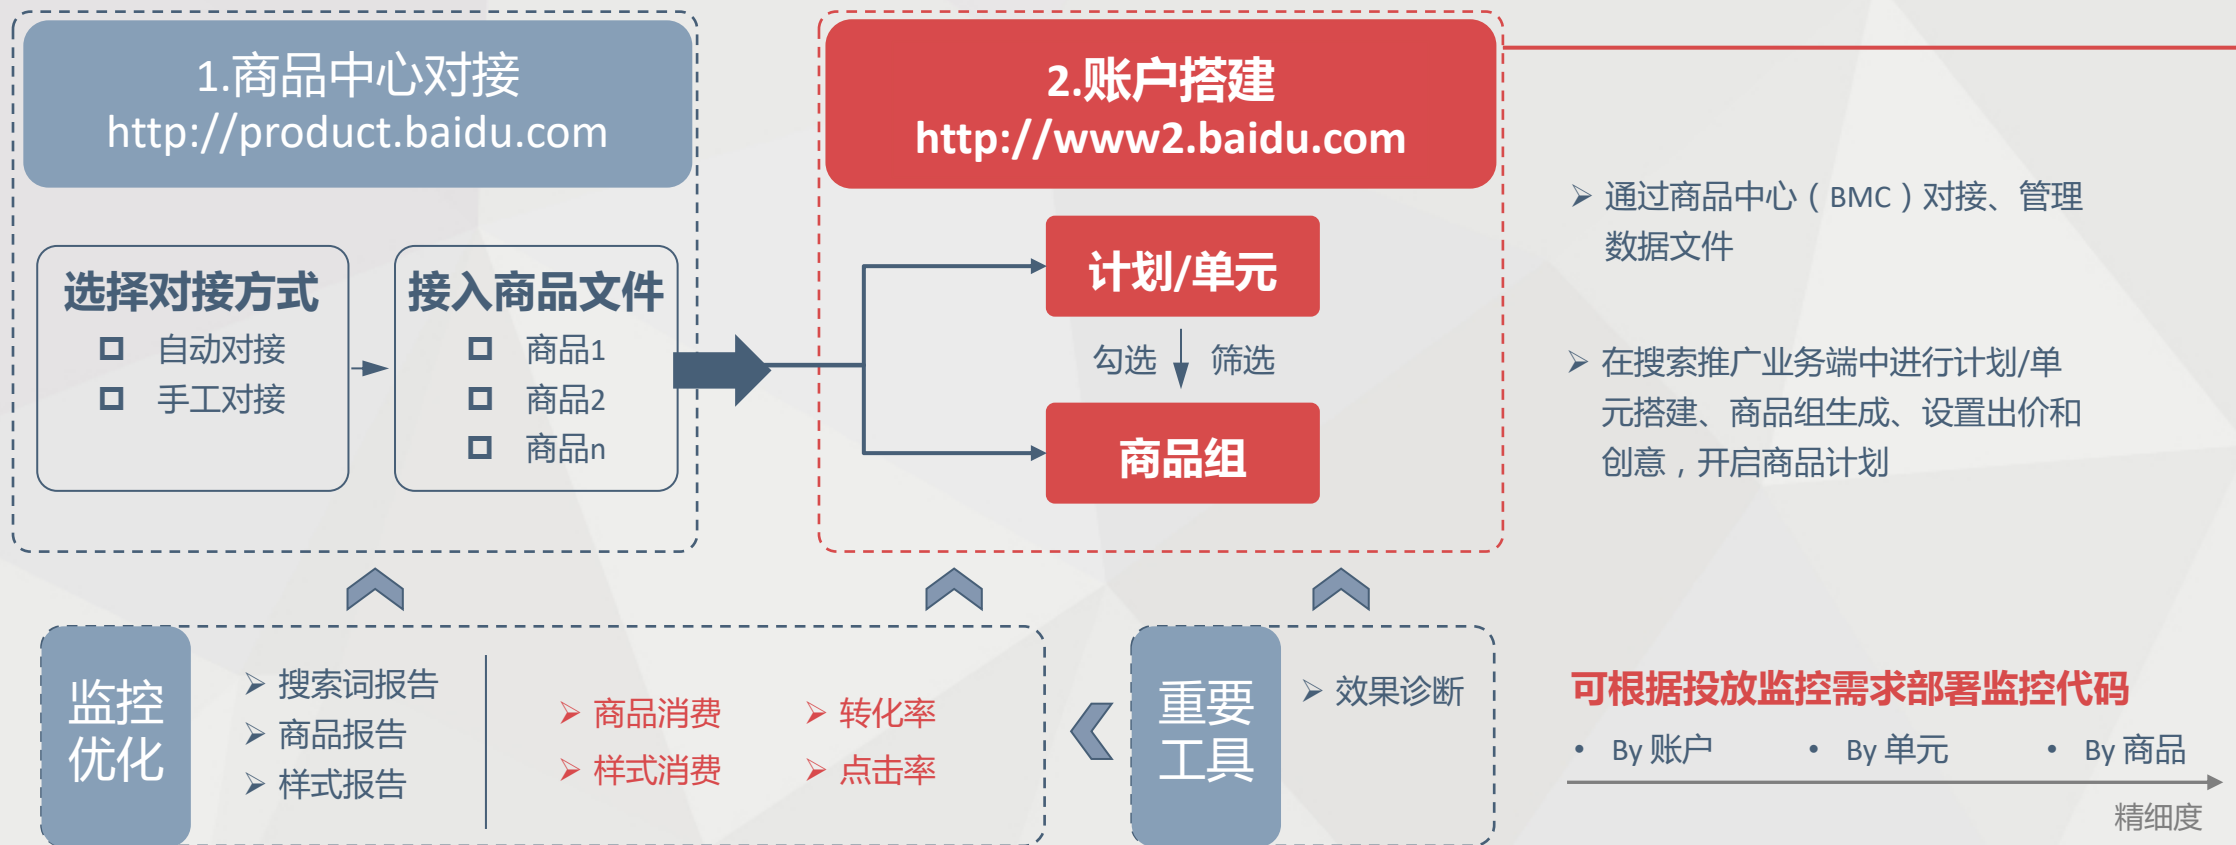 1.商品中心对接
http://product.baidu.com
选择对接方式
自动对接
手工对接
接入商品文件
商品1
商品2
商品n
2.账户搭建
http://www2.baidu.com
计划/单元
勾选 筛选
商品组
➢ 通过商品中心（BMC）对接、管理
数据文件
➢ 在搜索推广业务端中进行计划/单
元搭建、商品组生成、设置出价和
创意，开启商品计划
监控
优化
➢ 搜索词报告
➢ 商品报告
➢ 样式报告
➢ 商品消费
➢ 样式消费
➢ 转化率
➢ 点击率
重要
工具
➢ 效果诊断
可根据投放监控需求部署监控代码
• By 账户 • By 单元 • By 商品
精细度